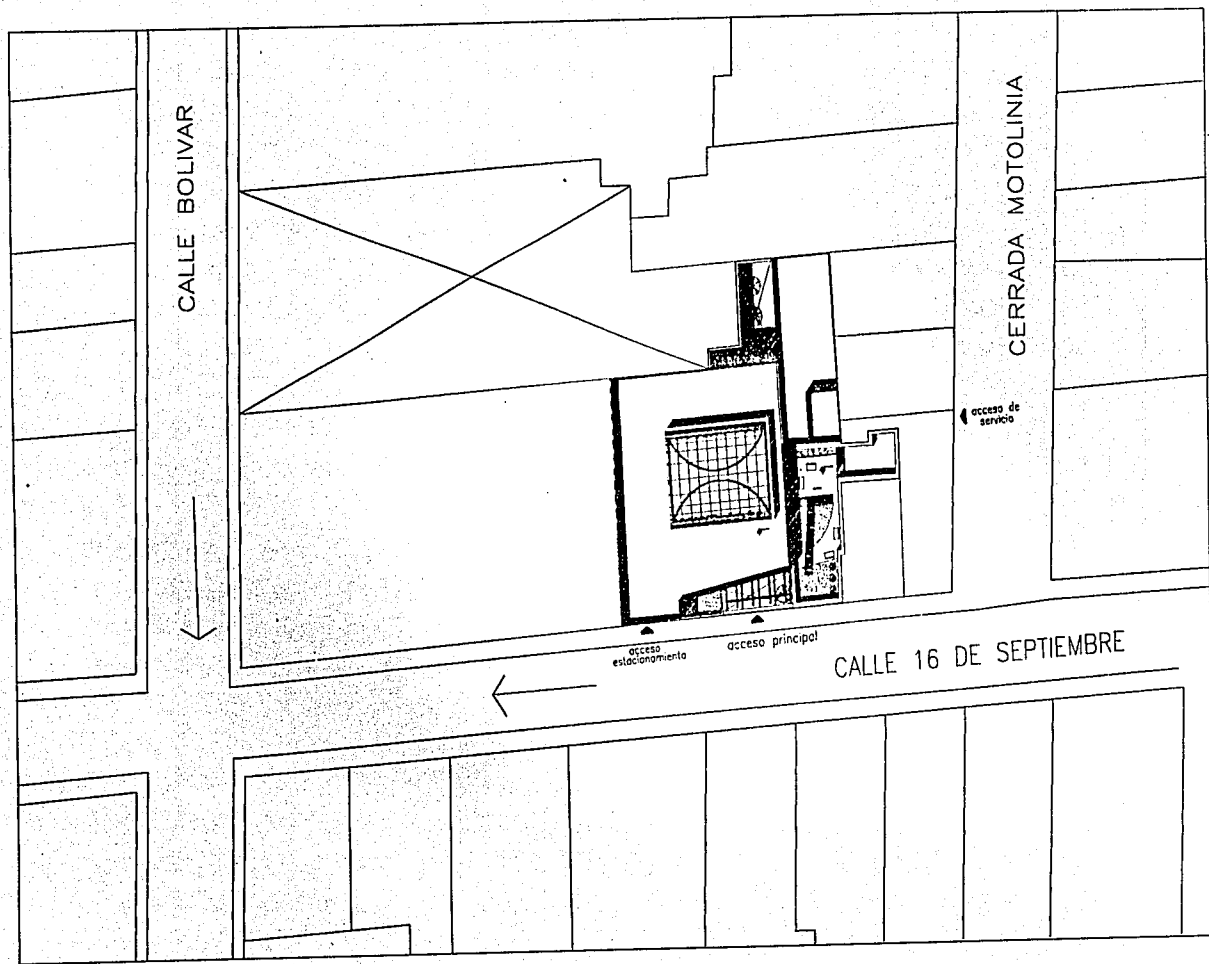 CALLE BOLIVAR
CERRADA MOTOLINIA
acceso de
servicio
acceso
estacionamiento
acceso principal
CALLE 16 DE SEPTIEMBRE